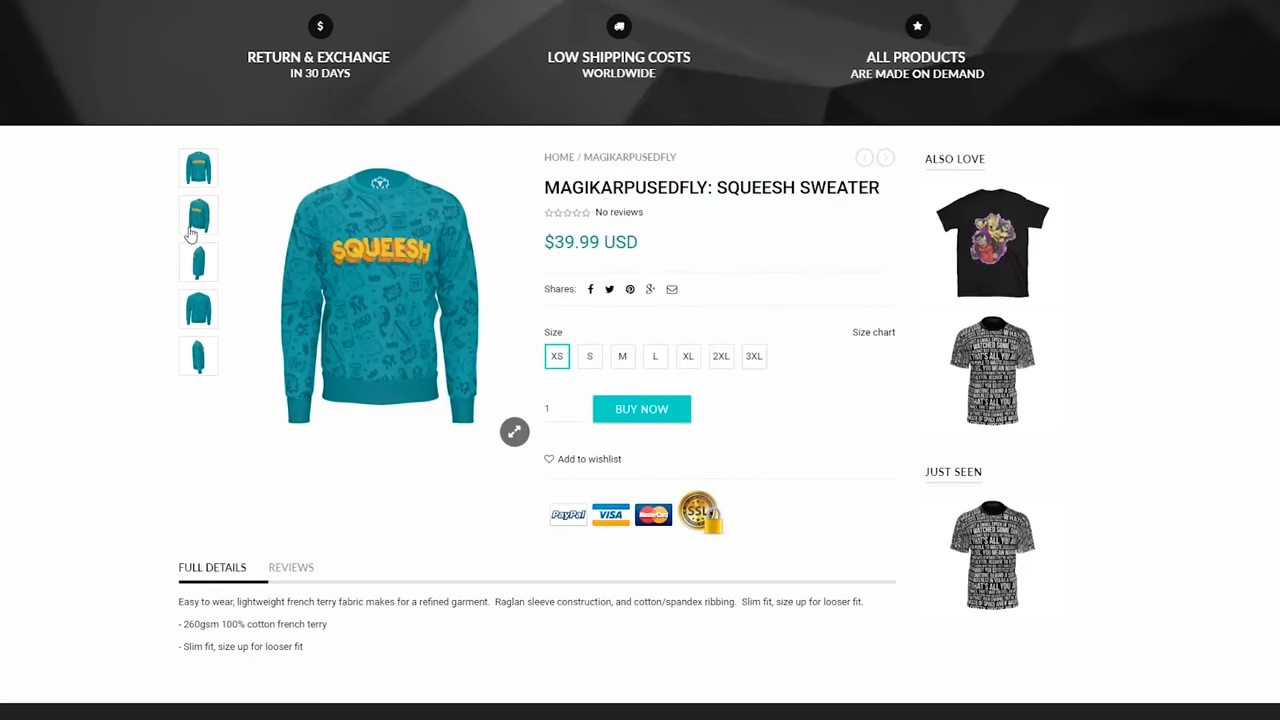 $
RETURN & EXCHANGE
IN 30 DAYS
LOW SHIPPING COSTS
WORLDWIDE
ALL PRODUCTS
ARE MADE ON DEMAND
SQUEESH
HOME / MAGIKARPUSEDFLY
MAGIKARPUSEDFLY: SQUEESH SWEATER
No reviews
$39.99 USD
Shares:
Size
Size chart
XS S M L XL 2XL 3XL
1
BUY NOW
Add to wishlist
PayPal VISA MasterCard SSL
ALSO LOVE
JUST SEEN
FULL DETAILS
REVIEWS
Easy to wear, lightweight french terry fabric makes for a refined garment. Raglan sleeve construction, and cotton/spandex ribbing. Slim fit, size up for looser fit.
- 260gsm 100% cotton french terry
- Slim fit, size up for looser fit